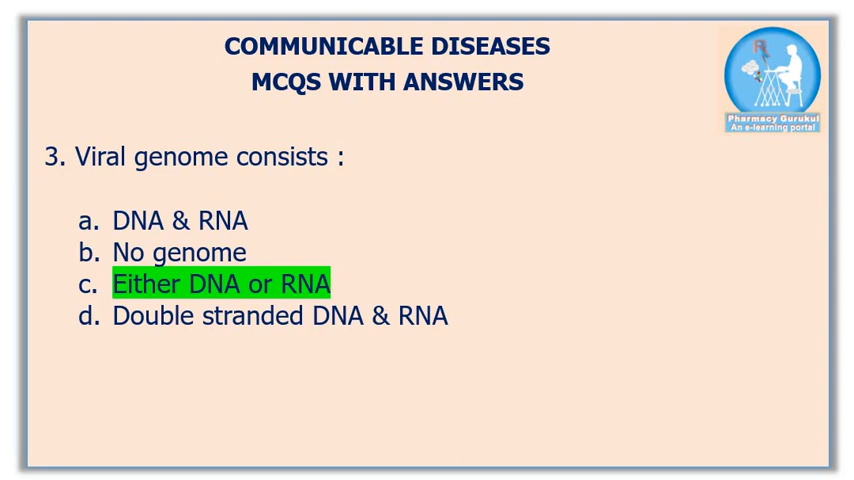 COMMUNICABLE DISEASES
MCQS WITH ANSWERS
Pharmacy Gurukul
An e-learning portal
3. Viral genome consists :
a. DNA & RNA
b. No genome
c. Either DNA or RNA
d. Double stranded DNA & RNA